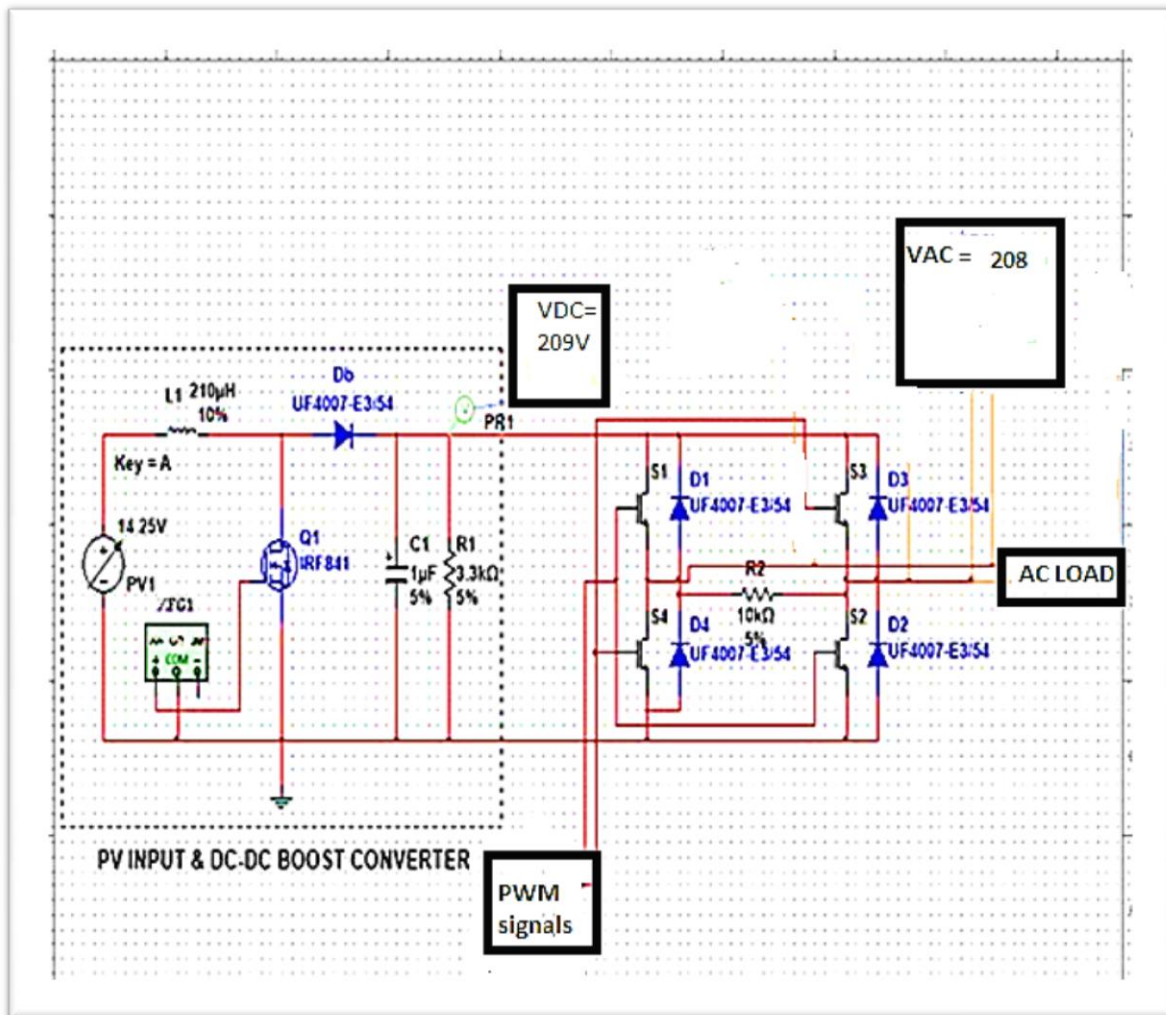 VAC = 208
VDC=
209V
Db
UF4007-E3/54
L1 210µH
10%
Key = A
PR1
14.25V
PV1
Q1
IRF841
C1
1µF
5%
R1
3.3kΩ
5%
S1
D1
UF4007-E3/54
S3
D3
UF4007-E3/54
R2
10kΩ
5%
AC LOAD
COM
S4
D4
UF4007-E3/54
S2
D2
UF4007-E3/54
PV INPUT & DC-DC BOOST CONVERTER
PWM
signals